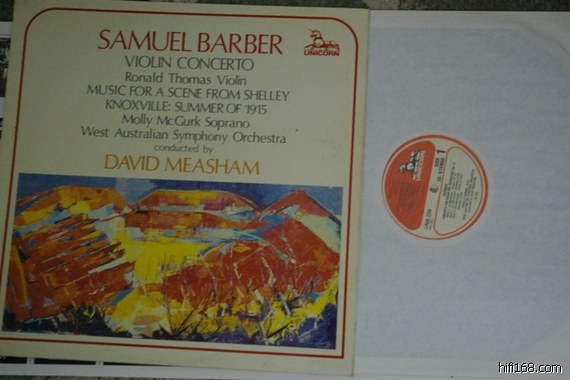 SAMUEL BARBER
VIOLIN CONCERTO
Ronald Thomas Violin
MUSIC FOR A SCENE FROM SHELLEY
KNOXVILLE: SUMMER OF 1915
Molly McGurk Soprano
West Australian Symphony Orchestra
conducted by
DAVID MEASHAM
UNICORN
hifi168.com